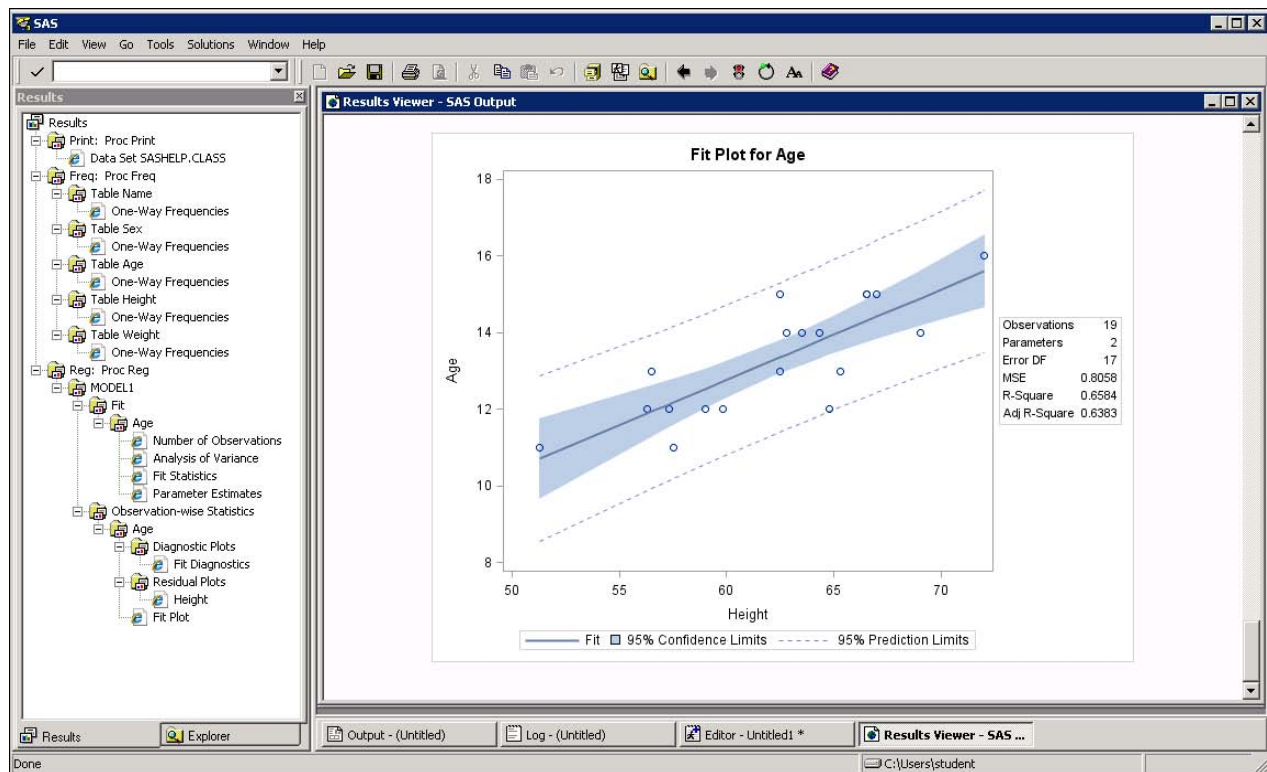 SAS
File Edit View Go Tools Solutions Window Help
Results
Results
Print: Proc Print
Data Set SASHELP.CLASS
Freq: Proc Freq
Table Name
One-Way Frequencies
Table Sex
One-Way Frequencies
Table Age
One-Way Frequencies
Table Height
One-Way Frequencies
Table Weight
One-Way Frequencies
Reg: Proc Reg
MODEL1
Fit
Age
Number of Observations
Analysis of Variance
Fit Statistics
Parameter Estimates
Observation-wise Statistics
Age
Diagnostic Plots
Fit Diagnostics
Residual Plots
Height
Fit Plot
Results Explorer
Results Viewer - SAS Output
Fit Plot for Age
18
16
14
12
10
8
Age
50 55 60 65 70
Height
Fit 95% Confidence Limits 95% Prediction Limits
Observations 19
Parameters 2
Error DF 17
MSE 0.8058
R-Square 0.6584
Adj R-Square 0.6383
Output - (Untitled) Log - (Untitled) Editor - Untitled1 * Results Viewer - SAS ...
Done C:\Users\student